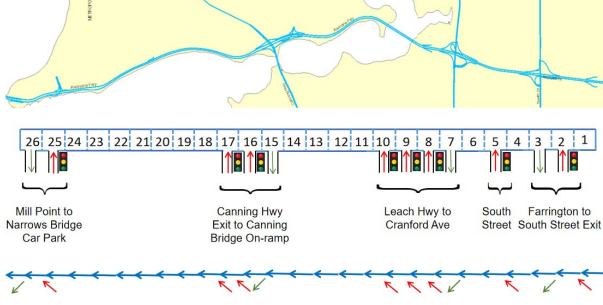 Kwinana Fwy
26 25 24 23 22 21 20 19 18 17 16 15 14 13 12 11 10 9 8 7 6 5 4 3 2 1
Mill Point to
Narrows Bridge
Car Park
Canning Hwy
Exit to Canning
Bridge On-ramp
Leach Hwy to
Cranford Ave
South
Street
Farrington to
South Street Exit